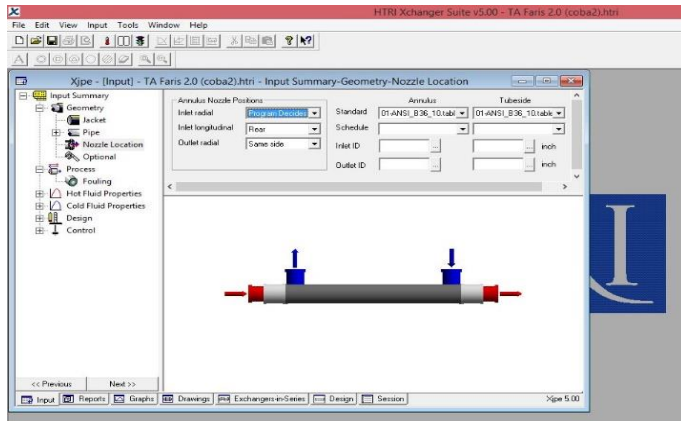 HTRI Xchanger Suite v5.00 - TA Faris 2.0 (coba2).htri
File Edit View Input Tools Window Help
Xjpe - [Input] - TA Faris 2.0 (coba2).htri - Input Summary-Geometry-Nozzle Location
Input Summary
Geometry
Jacket
Pipe
Nozzle Location
Optional
Process
Fouling
Hot Fluid Properties
Cold Fluid Properties
Design
Control
<< Previous Next >>
Annulus Nozzle Positions
Inlet radial Program Decides
Inlet longitudinal Rear
Outlet radial Same side
Annulus Tubeside
Standard 01-ANSI_B36_10.tabl 01-ANSI_B36_10.table
Schedule
Inlet ID ... ... inch
Outlet ID ... ... inch
Input Reports Graphs Drawings Exchangers-in-Series Design Session Xjpe 5.00